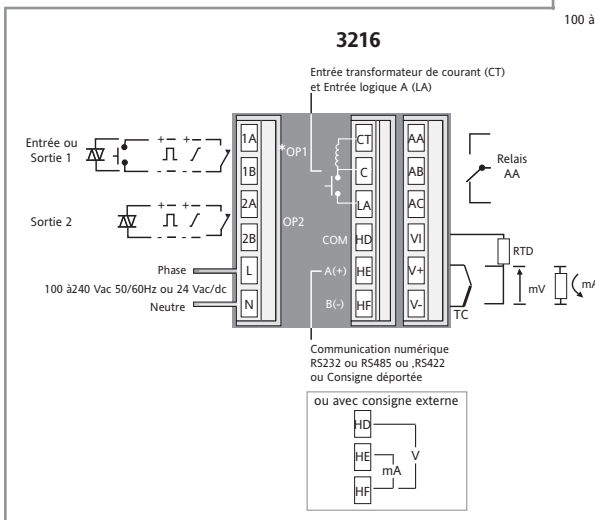 100 à
3216
Entrée transformateur de courant (CT)
et Entrée logique A (LA)
Entrée ou
Sortie 1
+ - +
- - -
1A
1B
*OP1
CT
C
LA
AA
AB
AC
Relais
AA
Sortie 2
+ - +
- - -
2A
2B
OP2
COM
HD
VI
RTD
Phase
L
A(+)
HE
V+
mV
mA
100 à240 Vac 50/60Hz ou 24 Vac/dc
Neutre
N
B(-)
HF
V-
TC
Communication numérique
RS232 ou RS485 ou ,RS422
ou Consigne déportée
ou avec consigne externe
HD
HE
HF
V
mA